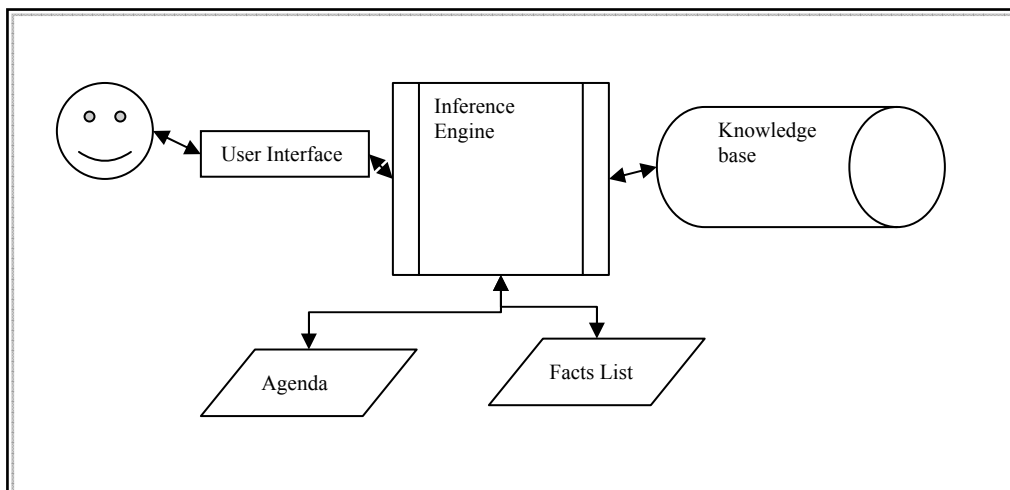 Inference
Engine
Knowledge
base
User Interface
Facts List
Agenda